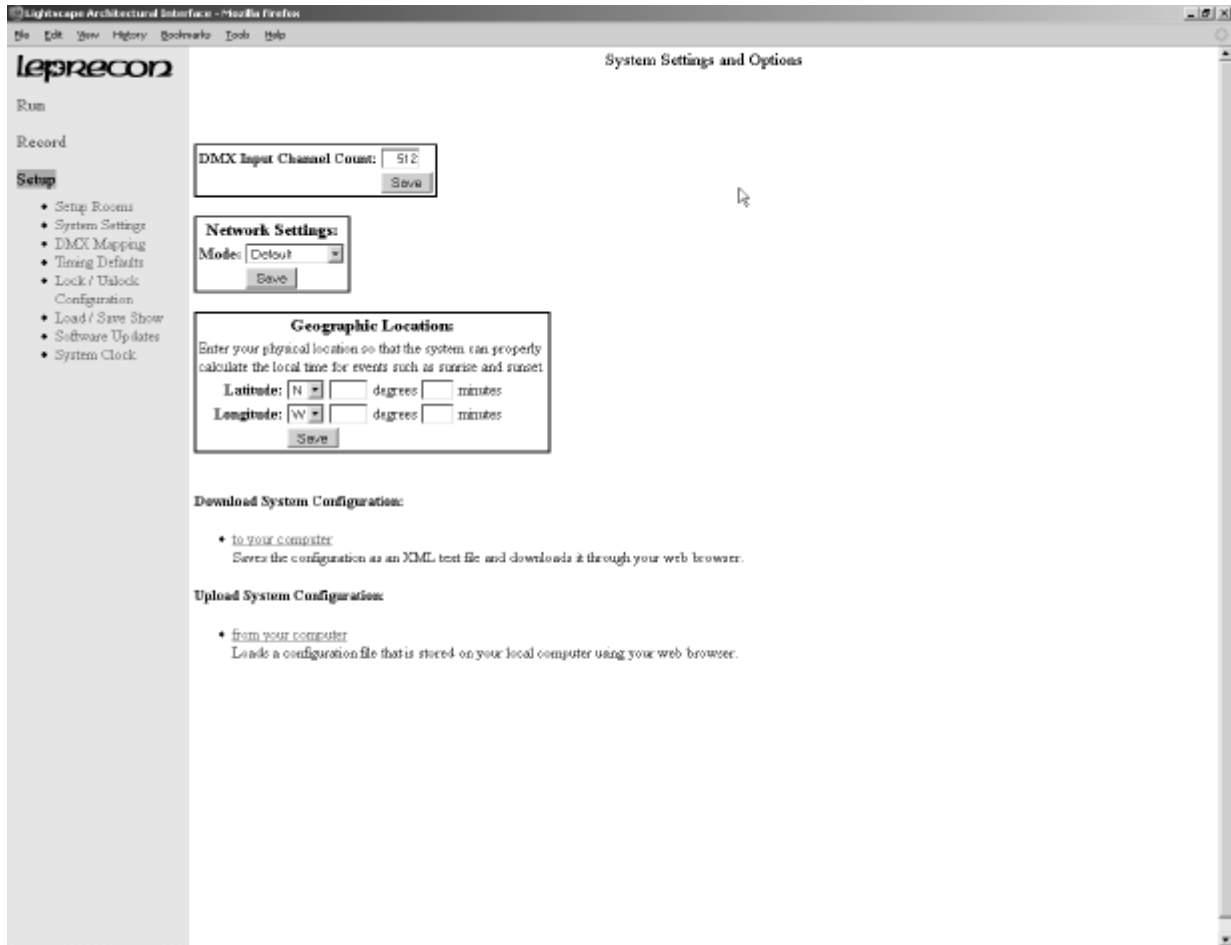 Lightscape Architectural Interface - Mozilla Firefox
File Edit View History Bookmarks Tools Help
leprecon
Run
Record
Setup
• Setup Rooms
• System Settings
• DMX Mapping
• Timing Defaults
• Lock / Unlock
Configuration
• Load / Save Show
• Software Updates
• System Clock
System Settings and Options
DMX Input Channel Count: 512
Save
Network Settings:
Mode: Default
Save
Geographic Location:
Enter your physical location so that the system can properly
calculate the local time for events such as sunrise and sunset
Latitude: N degrees minutes
Longitude: W degrees minutes
Save
Download System Configuration:
• to your computer
Saves the configuration as an XML text file and downloads it through your web browser.
Upload System Configuration:
• from your computer
Loads a configuration file that is stored on your local computer using your web browser.